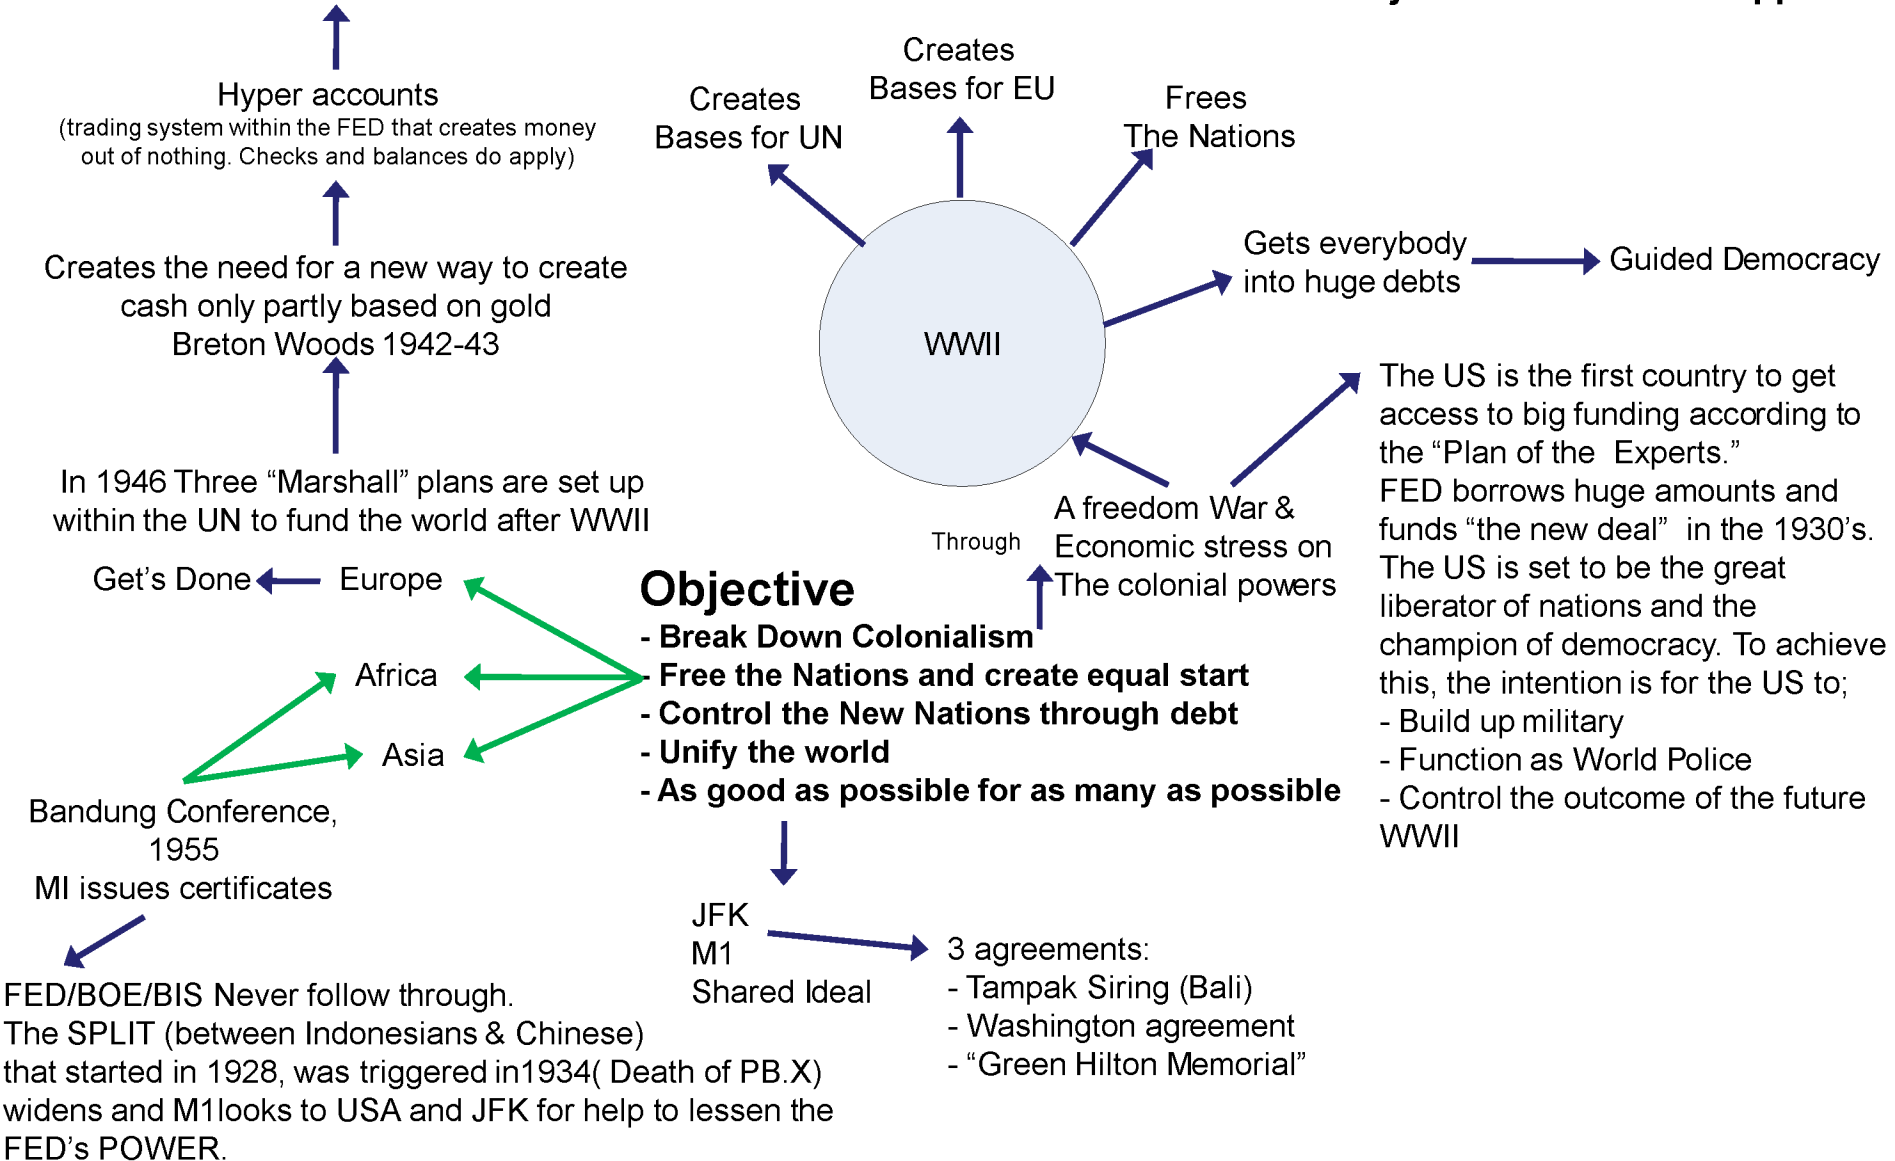 Hyper accounts
(trading system within the FED that creates money
out of nothing. Checks and balances do apply)
Creates the need for a new way to create
cash only partly based on gold
Breton Woods 1942-43
In 1946 Three “Marshall” plans are set up
within the UN to fund the world after WWII
Get’s Done
Europe
Africa
Asia
Bandung Conference,
1955
MI issues certificates
FED/BOE/BIS Never follow through.
The SPLIT (between Indonesians & Chinese)
that started in 1928, was triggered in1934( Death of PB.X)
widens and M1looks to USA and JFK for help to lessen the
FED’s POWER.
Creates
Bases for UN
Creates
Bases for EU
Frees
The Nations
Gets everybody
into huge debts
Guided Democracy
WWII
Through
A freedom War &
Economic stress on
The colonial powers
Objective
- Break Down Colonialism
- Free the Nations and create equal start
- Control the New Nations through debt
- Unify the world
- As good as possible for as many as possible
JFK
M1
Shared Ideal
3 agreements:
- Tampak Siring (Bali)
- Washington agreement
- “Green Hilton Memorial”
The US is the first country to get
access to big funding according to
the “Plan of the Experts.”
FED borrows huge amounts and
funds “the new deal” in the 1930’s.
The US is set to be the great
liberator of nations and the
champion of democracy. To achieve
this, the intention is for the US to;
- Build up military
- Function as World Police
- Control the outcome of the future
WWII